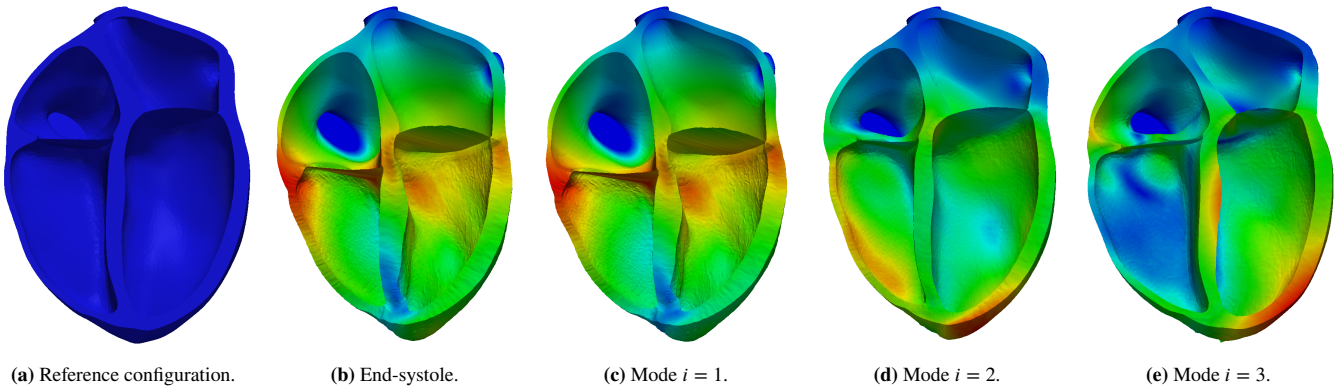 (a) Reference configuration.
(b) End-systole.
(c) Mode i = 1.
(d) Mode i = 2.
(e) Mode i = 3.